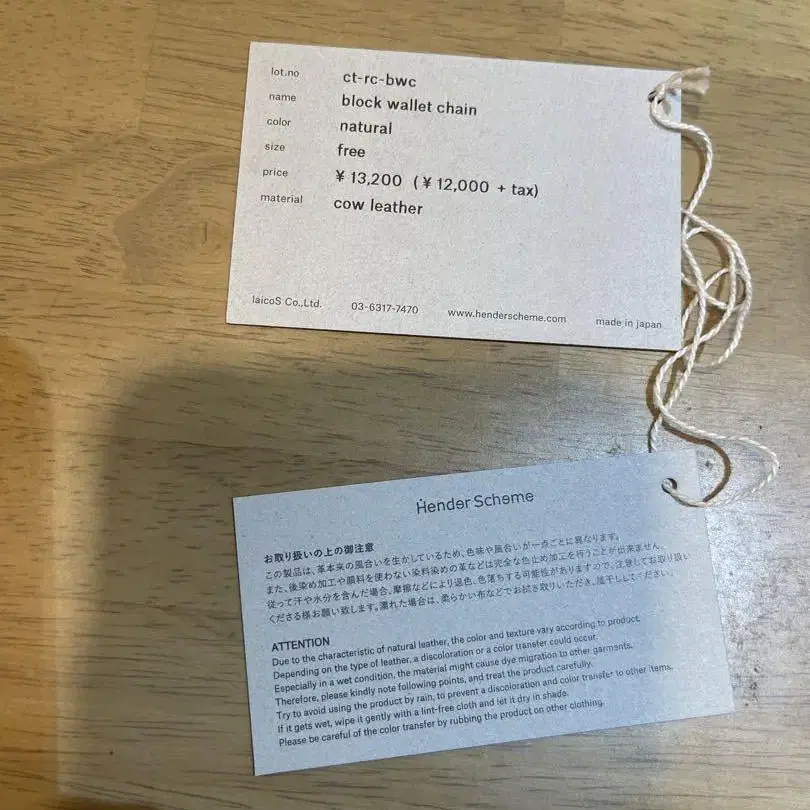 lot.no ct-rc-bwc
name block wallet chain
color natural
size free
price ¥ 13,200 (¥ 12,000 + tax)
material cow leather
laicoS Co.,Ltd. 03-6317-7470 www.henderscheme.com made in japan
Hender Scheme
お取り扱いの上の御注意
この製品は、革本来の風合いを生かしているため、色味や風合いが一点ごとに異なります。
また、後染め加工や顔料を使わない染料染めの革などは完全な色止め加工を行うことが出来ません。
従って汗や水分を含んだ場合、摩擦などにより退色、色落ちする可能性がありますので、注意してお取り扱い
くださる様お願い致します。濡れた場合は、柔らかい布などでお拭き取りいただき、陰干ししてください。
ATTENTION
Due to the characteristic of natural leather, the color and texture vary according to product.
Depending on the type of leather, a discoloration or a color transfer could occur.
Especially in a wet condition, the material might cause dye migration to other garments.
Therefore, please kindly note following points, and treat the product carefully.
Try to avoid using the product by rain, to prevent a discoloration and color transfer to other items.
If it gets wet, wipe it gently with a lint-free cloth and let it dry in shade.
Please be careful of the color transfer by rubbing the product on other clothing.